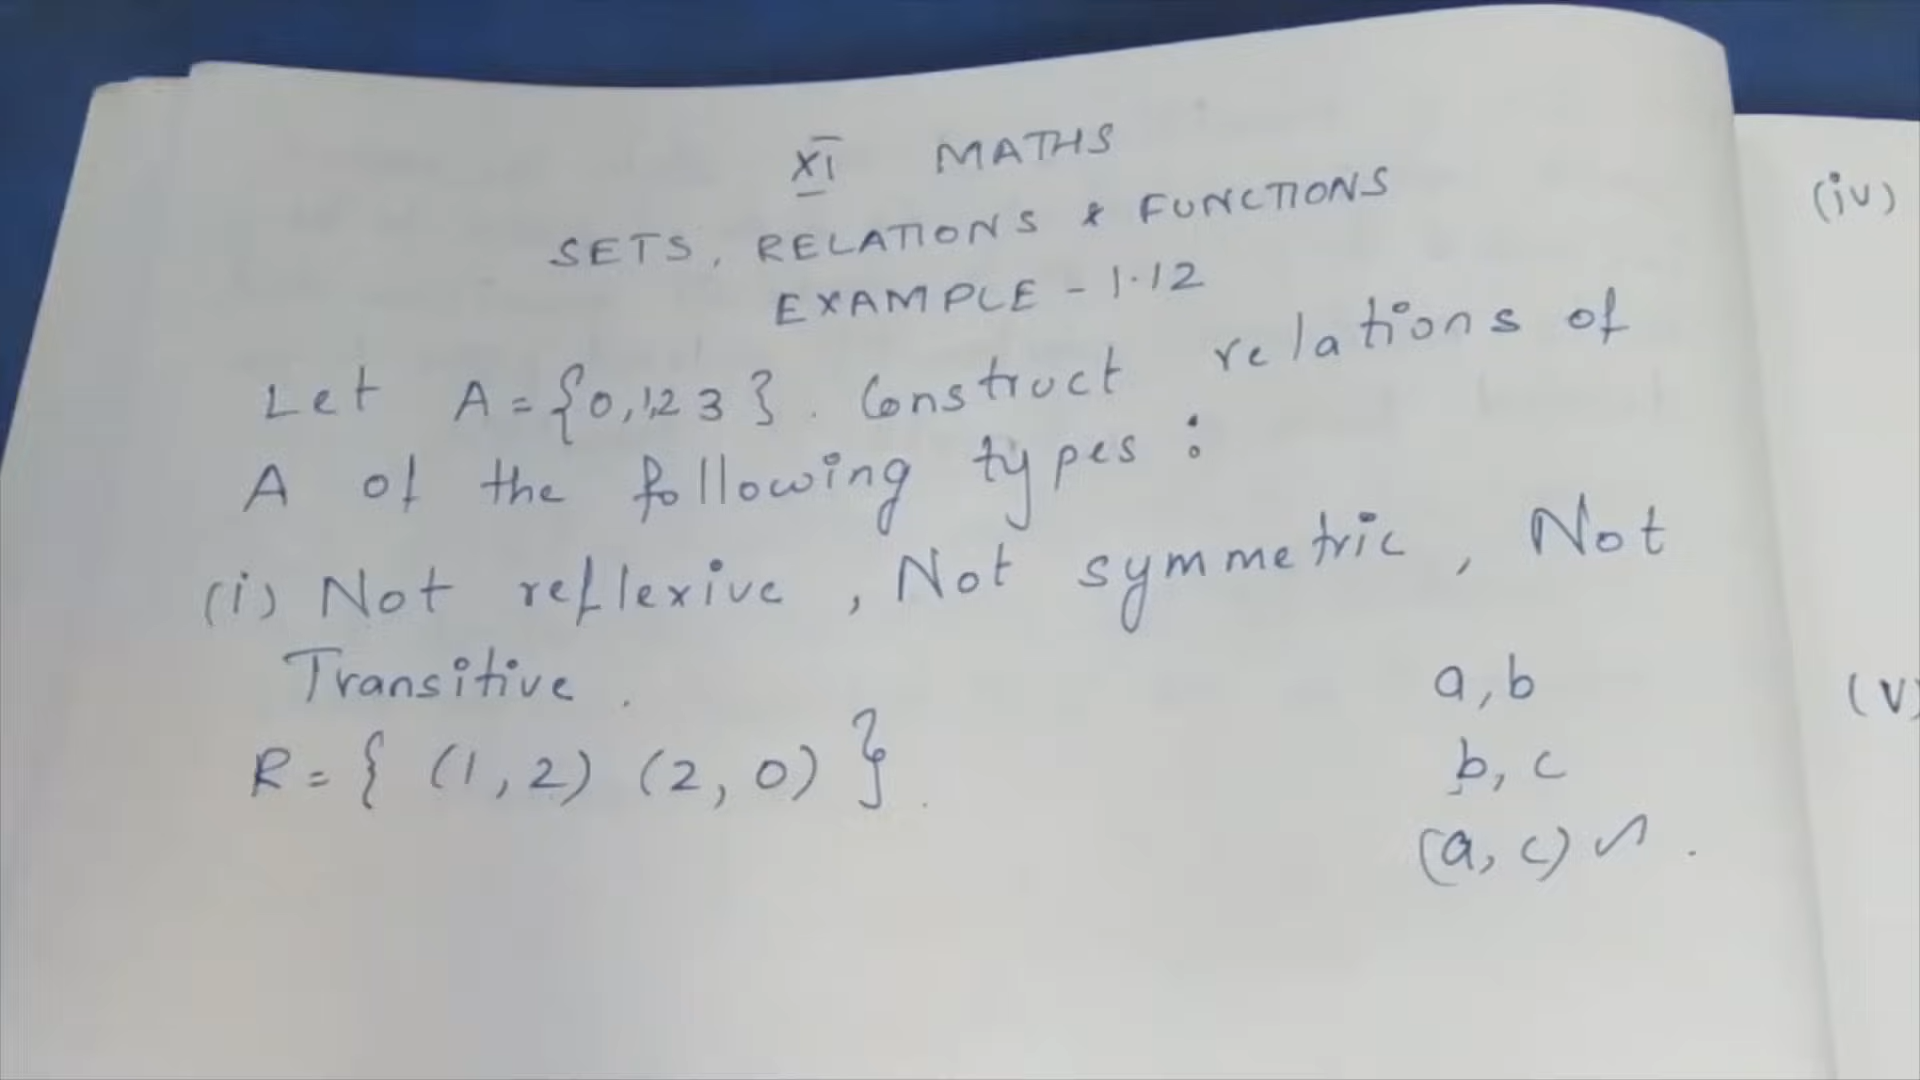 XI MATHS
SETS, RELATIONS & FUNCTIONS
EXAMPLE - 1.12
Let A = {0,1,2 3}. Construct relations of
A of the following types :
(i) Not reflexive, Not symmetric, Not
Transitive.
R = { (1,2) (2,0) }.
a,b
b, c
(a, c)
(iv)
(v)